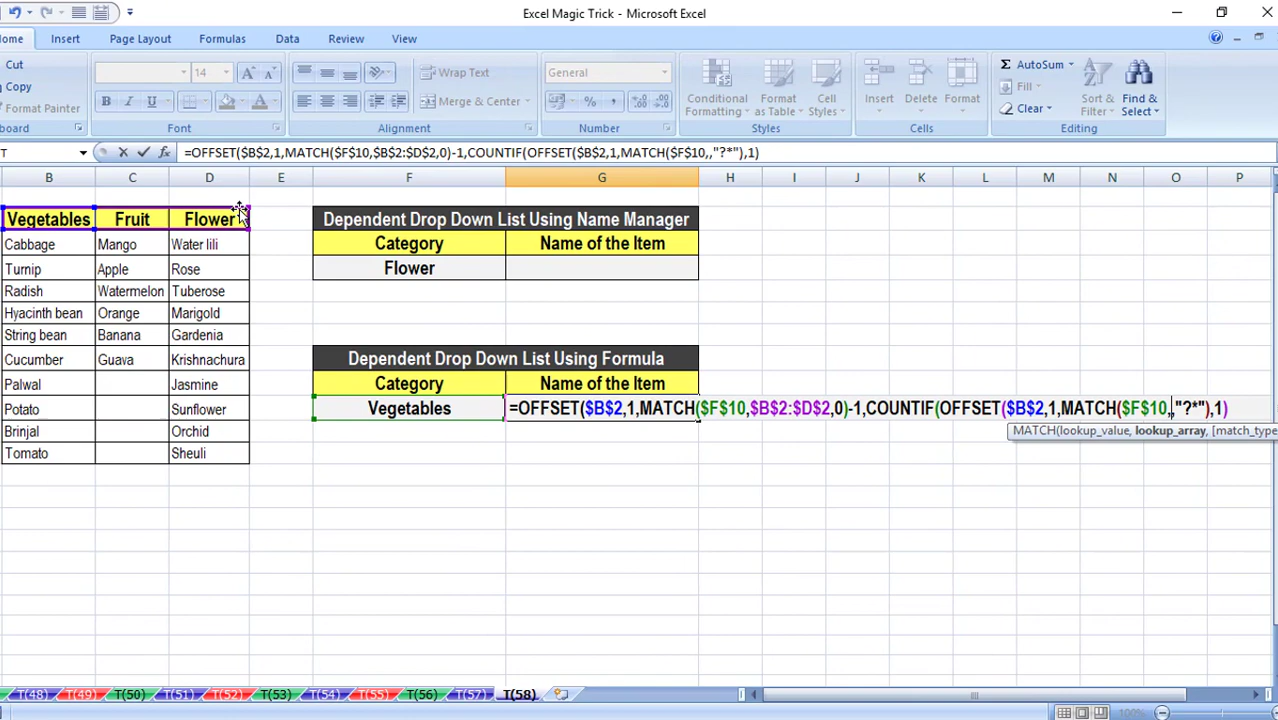 Excel Magic Trick - Microsoft Excel
ome Insert Page Layout Formulas Data Review View
Cut
Copy
Format Painter
board
14
B I U
Font
Wrap Text
Merge & Center
Alignment
General
% ,
Number
Conditional Formatting
Format as Table
Cell Styles
Styles
Insert Delete Format
Cells
Σ AutoSum
Fill
Clear
Sort & Filter
Find & Select
Editing
T fx =OFFSET($B$2,1,MATCH($F$10,$B$2:$D$2,0)-1,COUNTIF(OFFSET($B$2,1,MATCH($F$10,,"?*"),1)
B C D E F G H I J K L M N O P
Vegetables Fruit Flower
Cabbage Mango Water lili
Turnip Apple Rose
Radish Watermelon Tuberose
Hyacinth bean Orange Marigold
String bean Banana Gardenia
Cucumber Guava Krishnachura
Palwal Jasmine
Potato Sunflower
Brinjal Orchid
Tomato Sheuli
Dependent Drop Down List Using Name Manager
Category Name of the Item
Flower
Dependent Drop Down List Using Formula
Category Name of the Item
Vegetables =OFFSET($B$2,1,MATCH($F$10,$B$2:$D$2,0)-1,COUNTIF(OFFSET($B$2,1,MATCH($F$10,,"?*"),1)
MATCH(lookup_value, lookup_array, [match_type
T(48) T(49) T(50) T(51) T(52) T(53) T(54) T(55) T(56) T(57) T(58)
100%